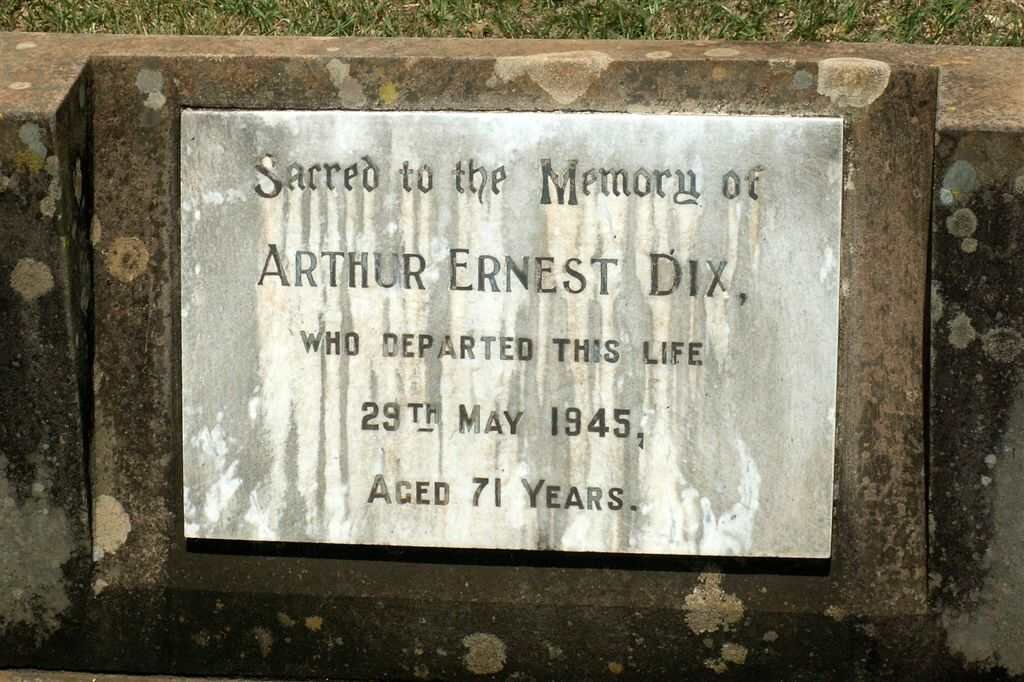 Sacred to the Memory of
ARTHUR ERNEST DIX,
WHO DEPARTED THIS LIFE
29TH MAY 1945,
AGED 71 YEARS.